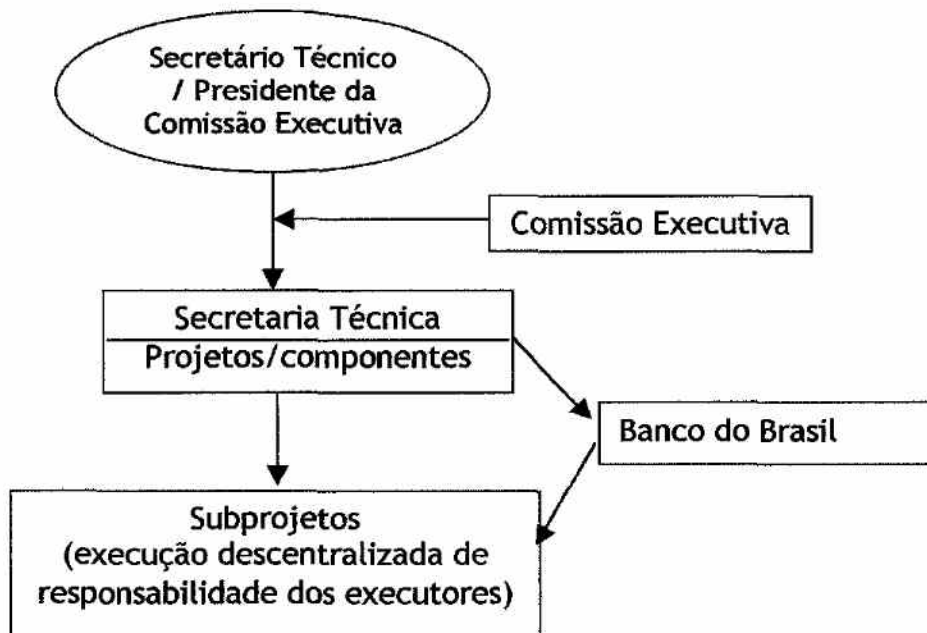 Secretário Técnico
/ Presidente da
Comissão Executiva
Comissão Executiva
Secretaria Técnica
Projetos/componentes
Banco do Brasil
Subprojetos
(execução descentralizada de
responsabilidade dos executores)